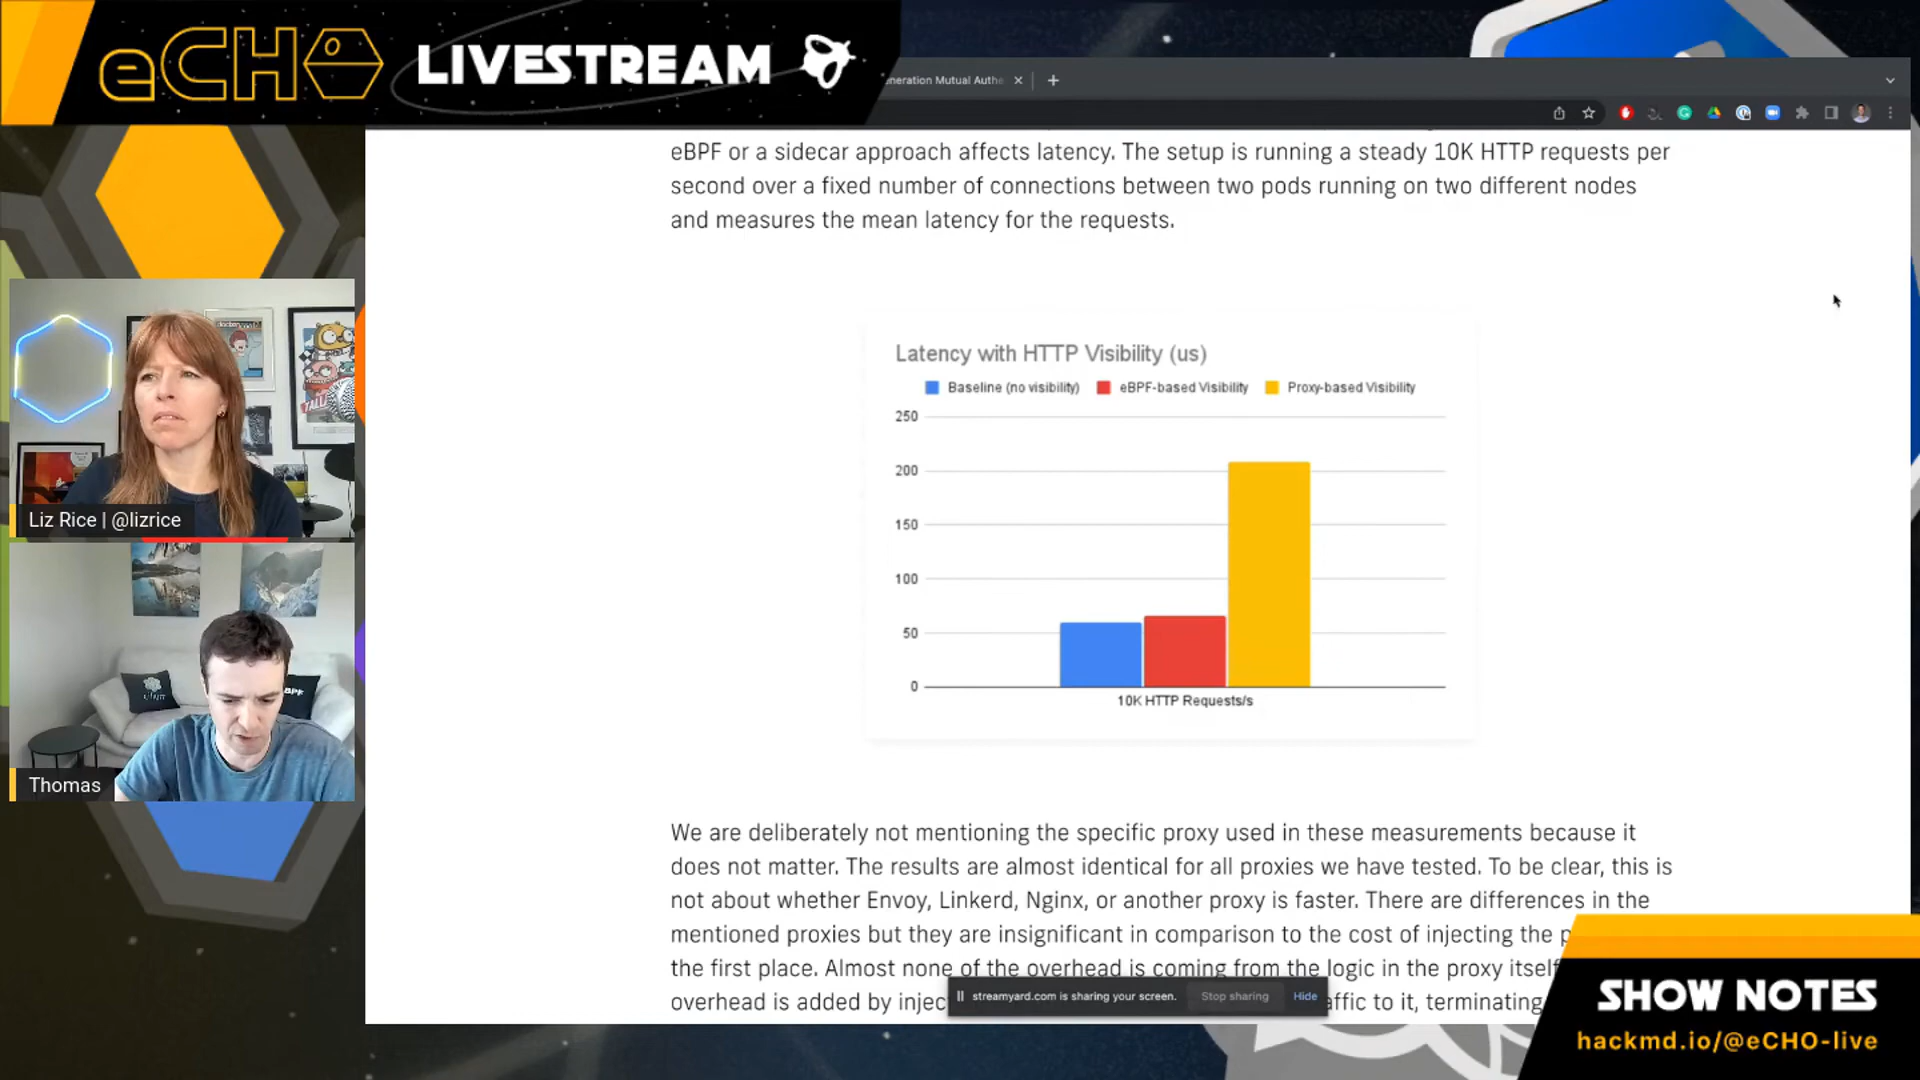 eCHO LIVESTREAM
eneration Mutual Authe
eBPF or a sidecar approach affects latency. The setup is running a steady 10K HTTP requests per
second over a fixed number of connections between two pods running on two different nodes
and measures the mean latency for the requests.
Latency with HTTP Visibility (us)
Baseline (no visibility) eBPF-based Visibility Proxy-based Visibility
250
200
150
100
50
0
10K HTTP Requests/s
We are deliberately not mentioning the specific proxy used in these measurements because it
does not matter. The results are almost identical for all proxies we have tested. To be clear, this is
not about whether Envoy, Linkerd, Nginx, or another proxy is faster. There are differences in the
mentioned proxies but they are insignificant in comparison to the cost of injecting the p
the first place. Almost none of the overhead is coming from the logic in the proxy itself
overhead is added by injec affic to it, terminating
streamyard.com is sharing your screen. Stop sharing Hide
Liz Rice | @lizrice
Thomas
SHOW NOTES
hackmd.io/@eCHO-live